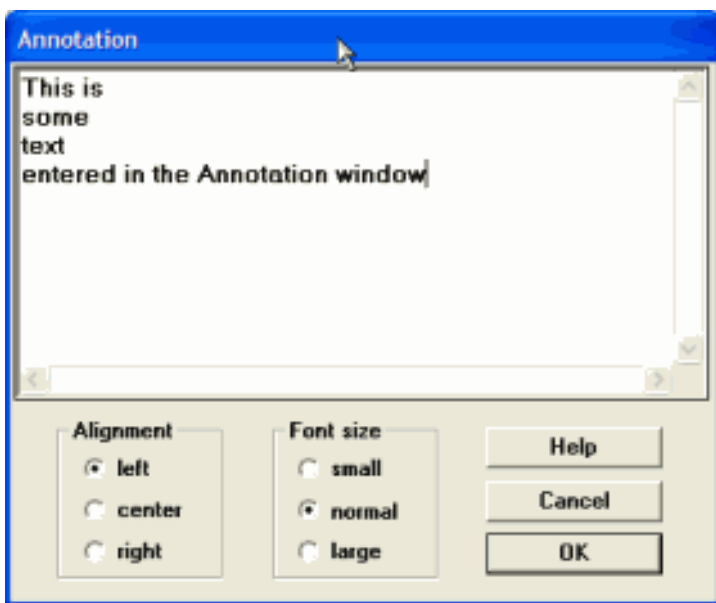 Annotation
This is
some
text
entered in the Annotation window
Alignment
left
center
right
Font size
small
normal
large
Help
Cancel
OK